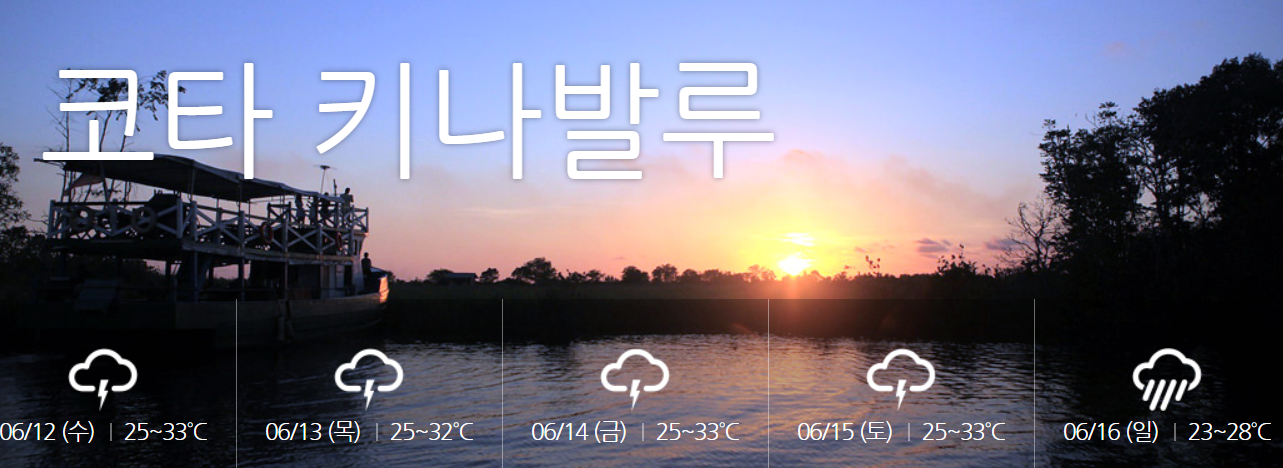 코타 키나발루
06/12 (수) | 25~33℃
06/13 (목) | 25~32℃
06/14 (금) | 25~33℃
06/15 (토) | 25~33℃
06/16 (일) | 23~28℃